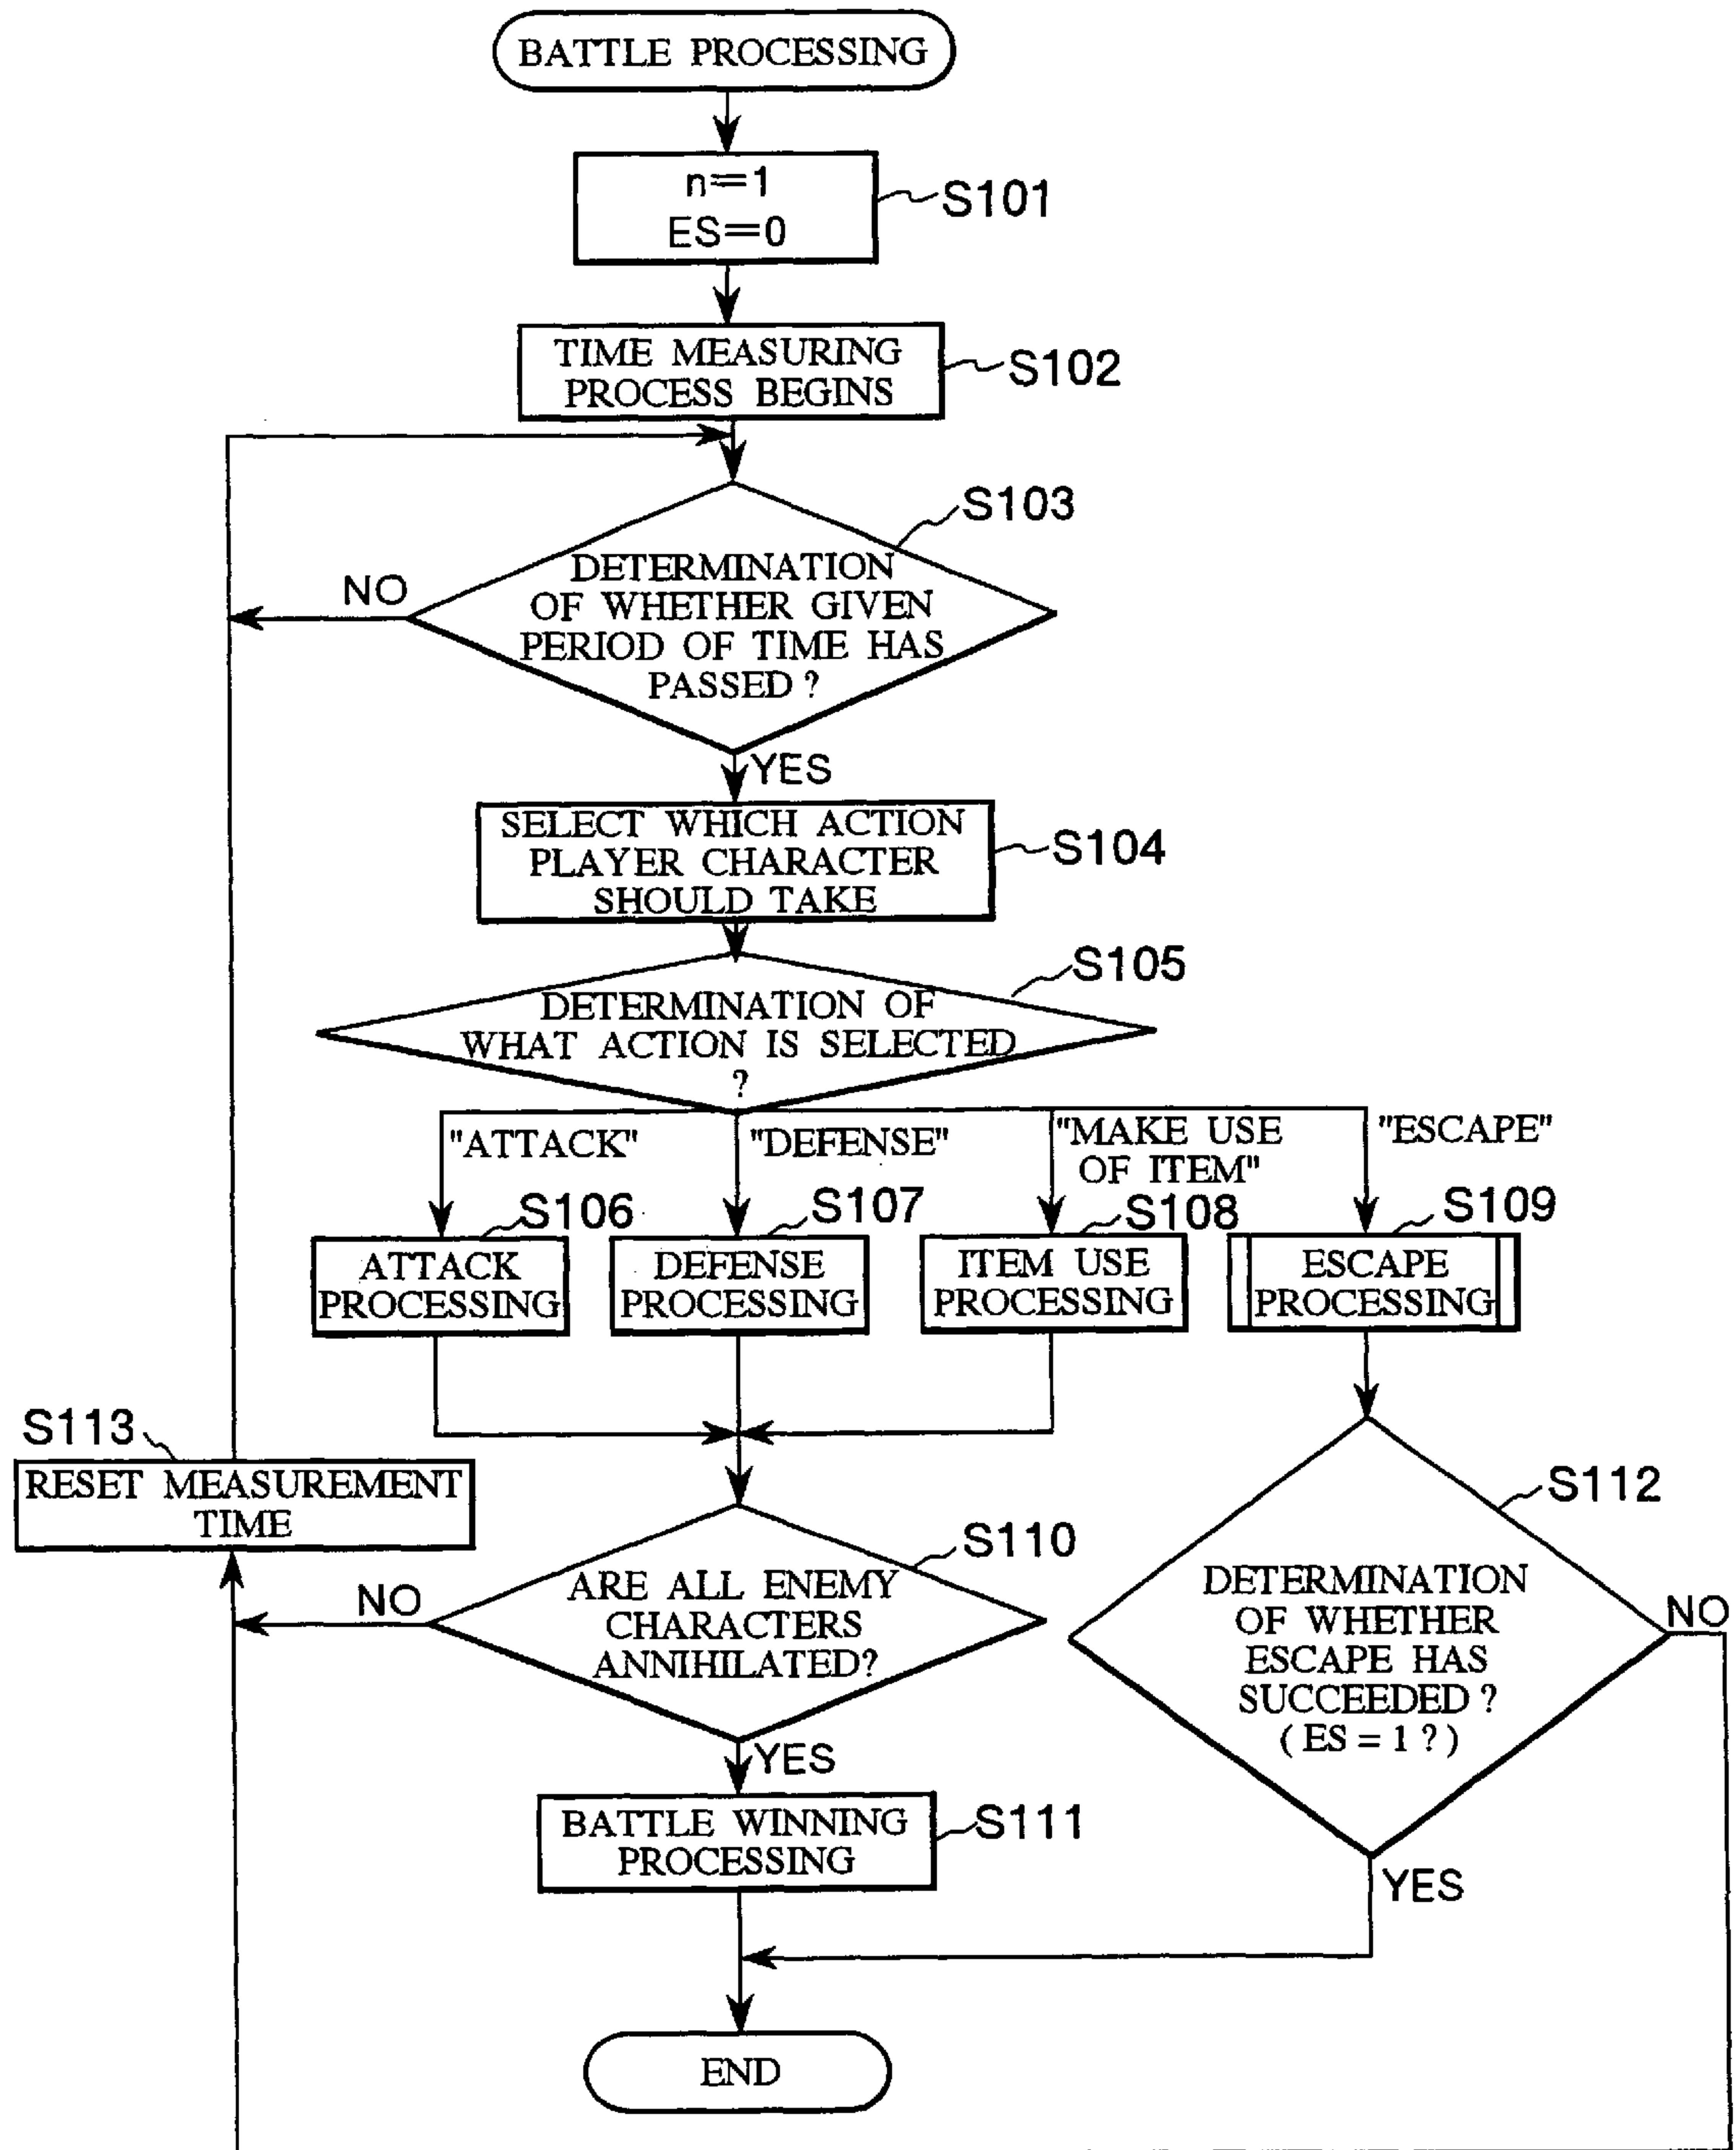 BATTLE PROCESSING
n=1
ES=0
S101
TIME MEASURING
PROCESS BEGINS
S102
S103
DETERMINATION
OF WHETHER GIVEN
PERIOD OF TIME HAS
PASSED ?
NO
YES
SELECT WHICH ACTION
PLAYER CHARACTER
SHOULD TAKE
S104
S105
DETERMINATION OF
WHAT ACTION IS SELECTED
?
"ATTACK"
"DEFENSE"
"MAKE USE
OF ITEM"
"ESCAPE"
S106
S107
S108
S109
ATTACK
PROCESSING
DEFENSE
PROCESSING
ITEM USE
PROCESSING
ESCAPE
PROCESSING
S113
RESET MEASUREMENT
TIME
S110
ARE ALL ENEMY
CHARACTERS
ANNIHILATED?
NO
YES
S112
DETERMINATION
OF WHETHER
ESCAPE HAS
SUCCEEDED ?
( ES = 1 ? )
NO
YES
BATTLE WINNING
PROCESSING
S111
END